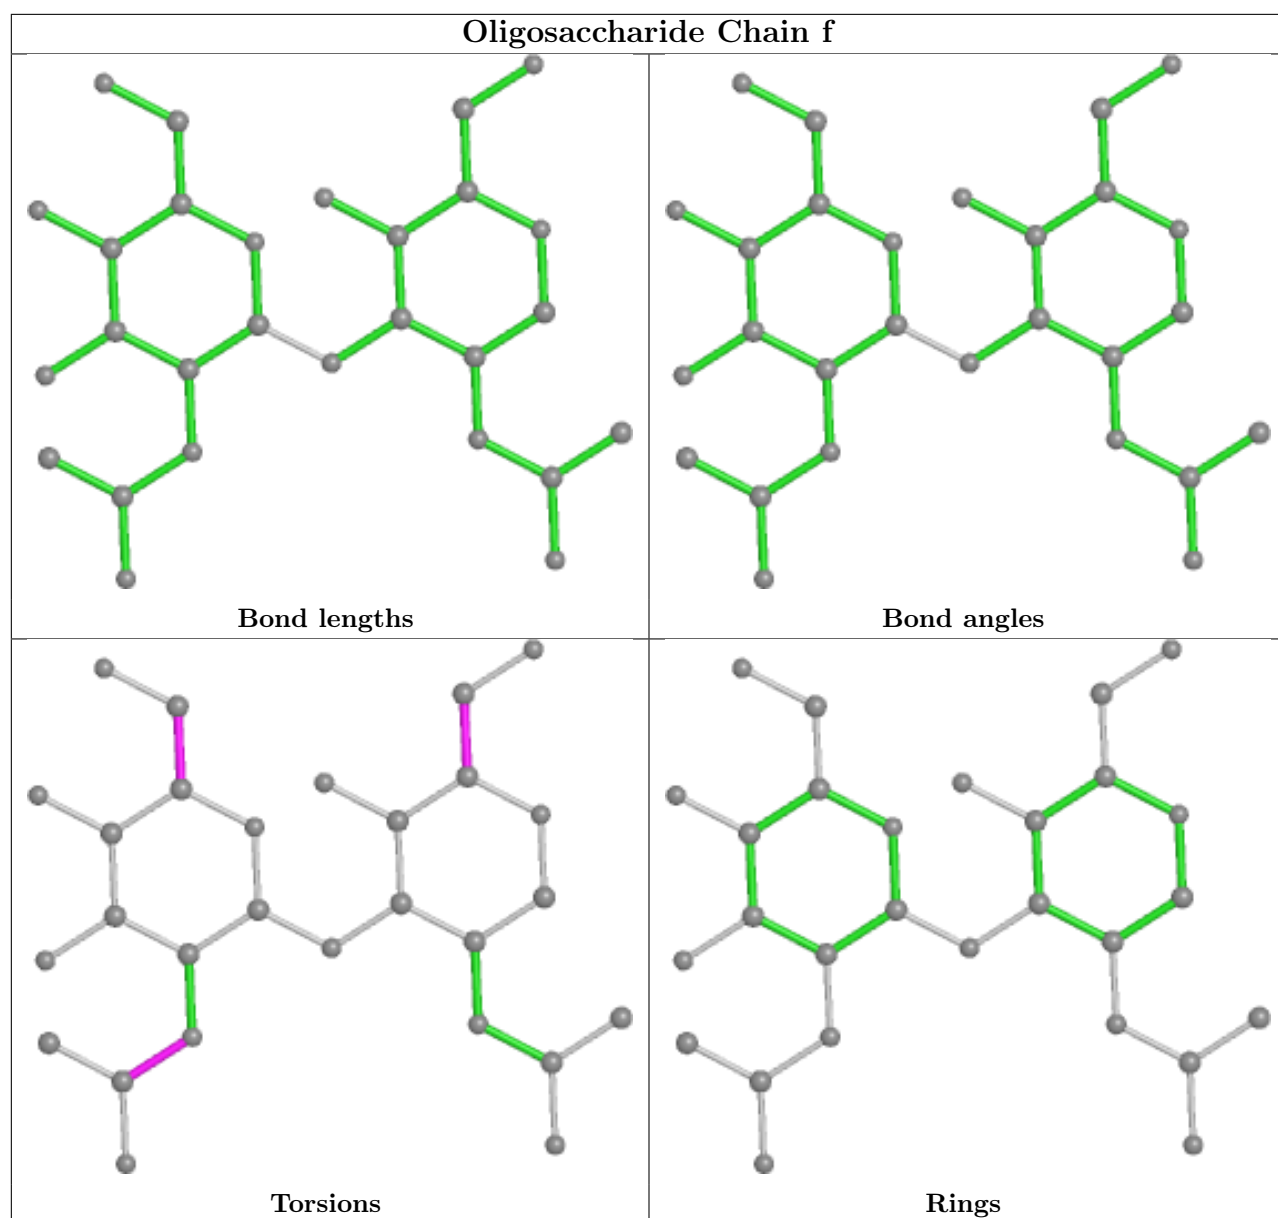 Oligosaccharide Chain f
Bond lengths
Bond angles
Torsions
Rings